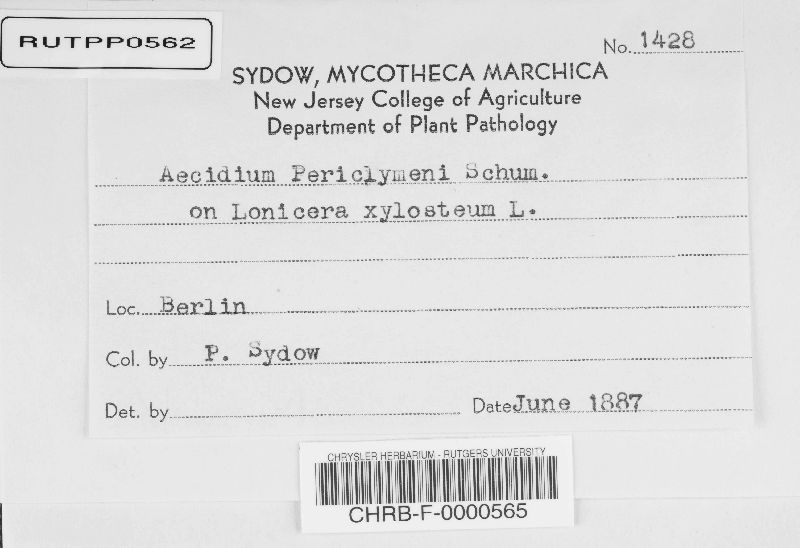 RUTPP0562
No. 1428
SYDOW, MYCOTHECA MARCHICA
New Jersey College of Agriculture
Department of Plant Pathology
Aecidium Periclymeni Schum.
on Lonicera xylosteum L.
Loc. Berlin
Col. by P. Sydow
Det. by
Date June 1887
CHRYSLER HERBARIUM - RUTGERS UNIVERSITY
CHRB-F-0000565